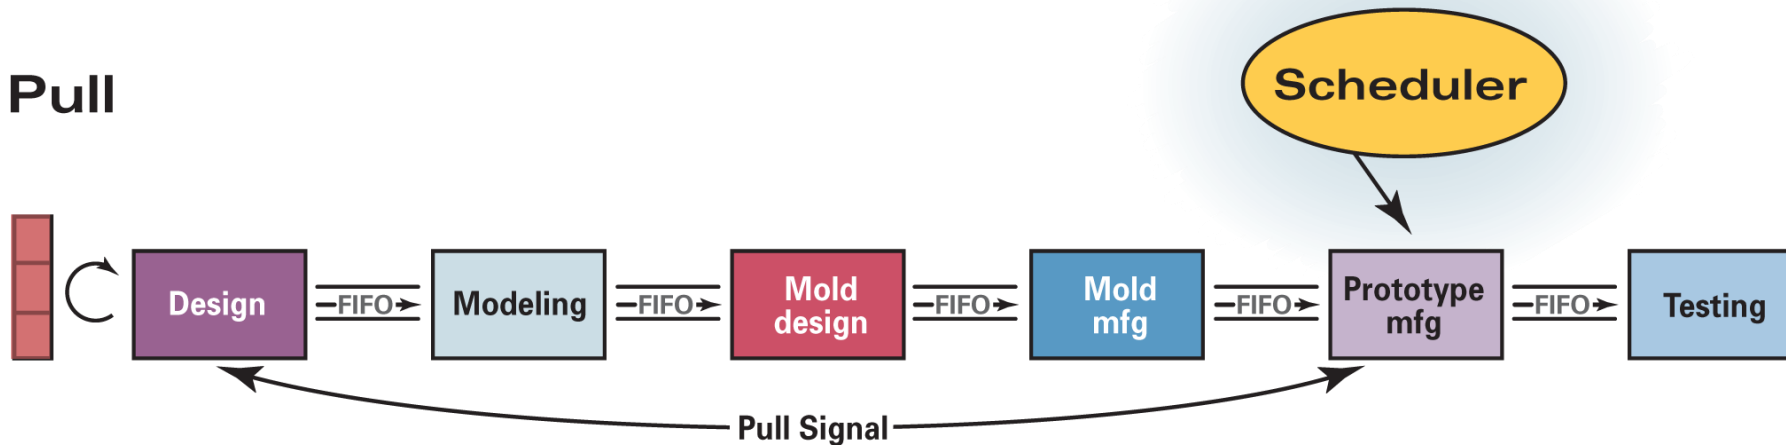 Scheduler
Pull
Design
FIFO
Modeling
FIFO
Mold
design
FIFO
Mold
mfg
FIFO
Prototype
mfg
FIFO
Testing
Pull Signal